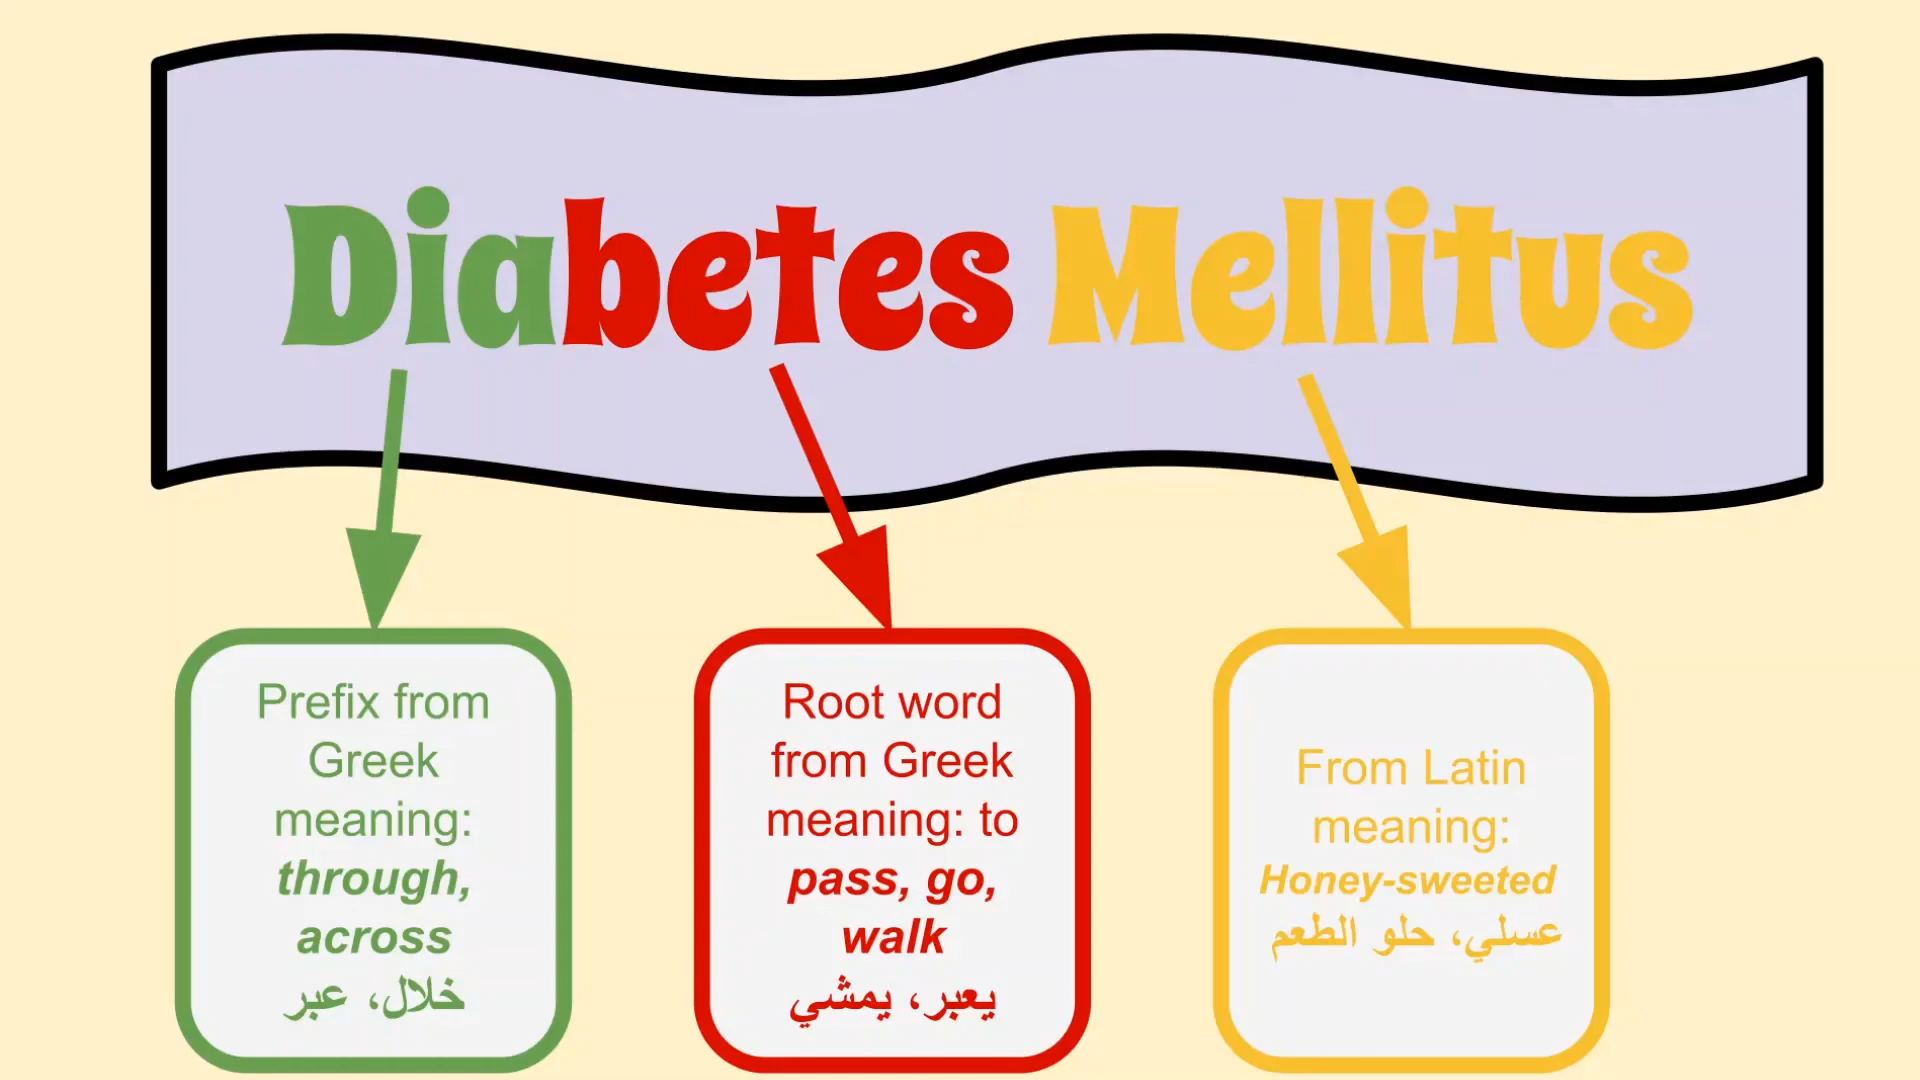 Diabetes Mellitus
Prefix from
Greek
meaning:
through,
across
خلال، عبر
Root word
from Greek
meaning: to
pass, go,
walk
يعبر، يمشي
From Latin
meaning:
Honey-sweeted
عسلي، حلو الطعم